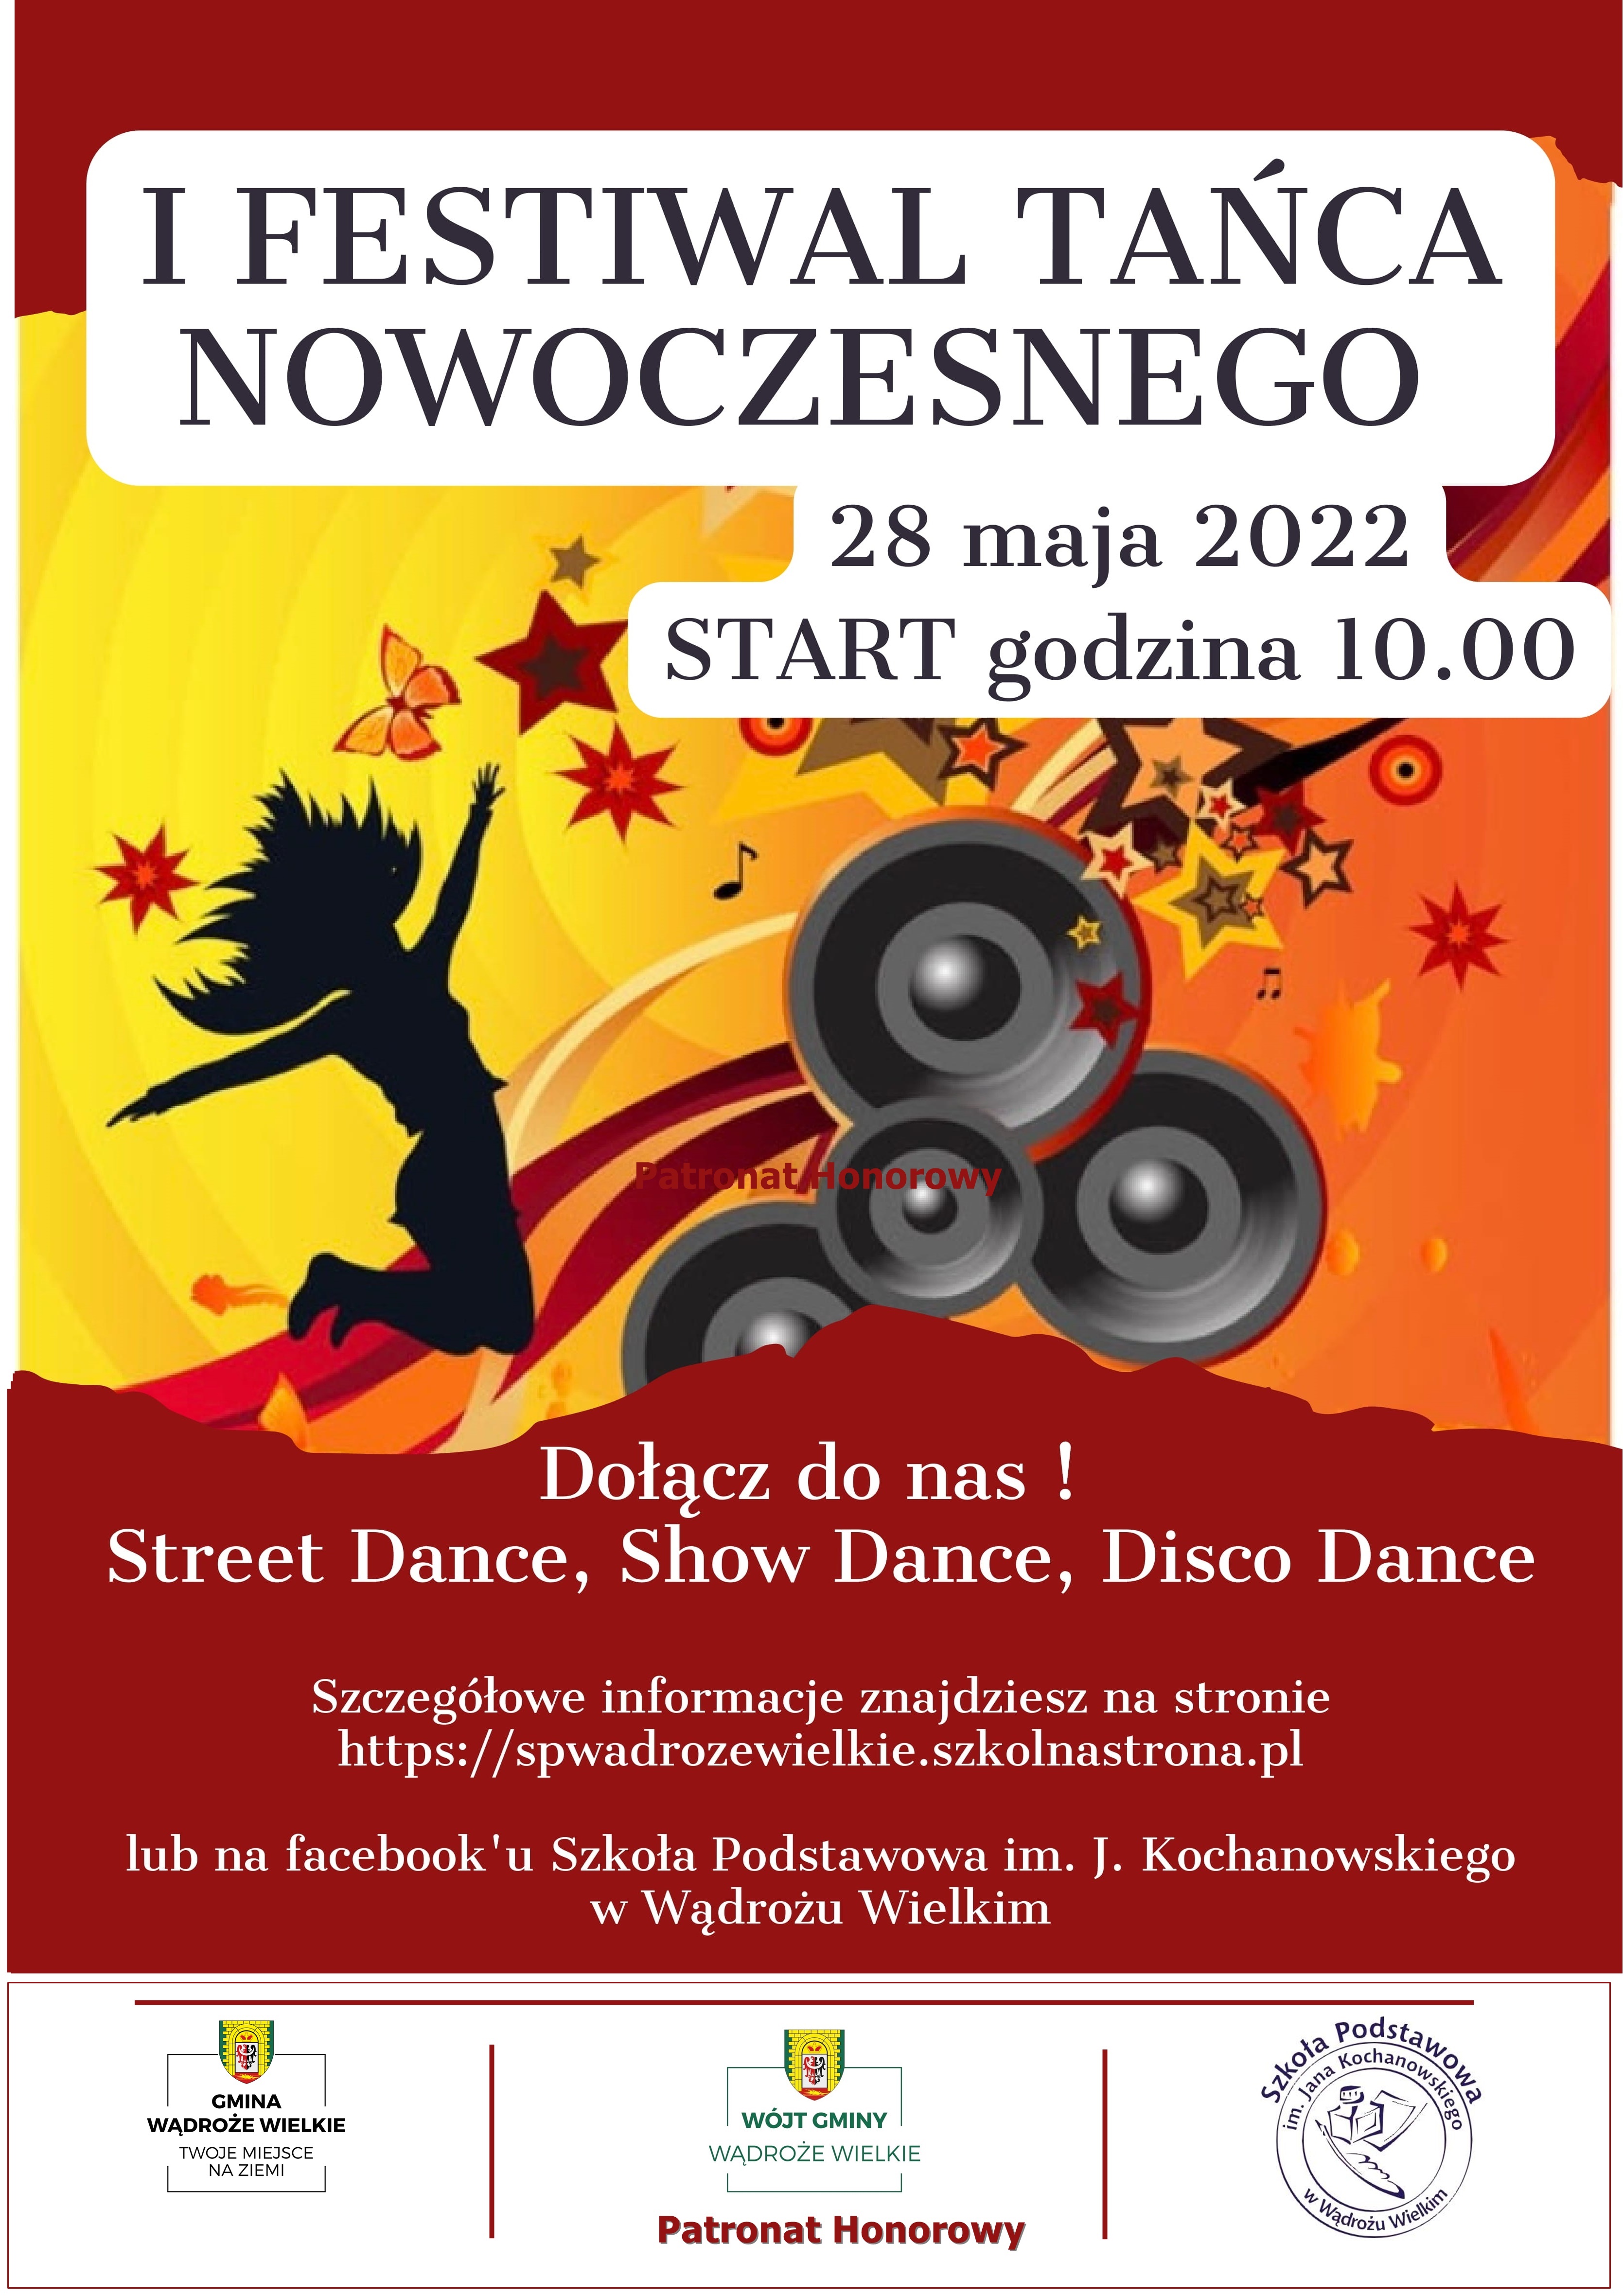 I FESTIWAL TAŃCA
NOWOCZESNEGO
28 maja 2022
START godzina 10.00
Patronat Honorowy
Dołącz do nas !
Street Dance, Show Dance, Disco Dance
Szczegółowe informacje znajdziesz na stronie
https://spwadrozewielkie.szkolnastrona.pl
lub na facebook'u Szkoła Podstawowa im. J. Kochanowskiego
w Wądrożu Wielkim
GMINA
WĄDROŻE WIELKIE
TWOJE MIEJSCE
NA ZIEMI
WÓJT GMINY
WĄDROŻE WIELKIE
Patronat Honorowy
Szkoła Podstawowa
im. Jana Kochanowskiego
w Wądrożu Wielkim